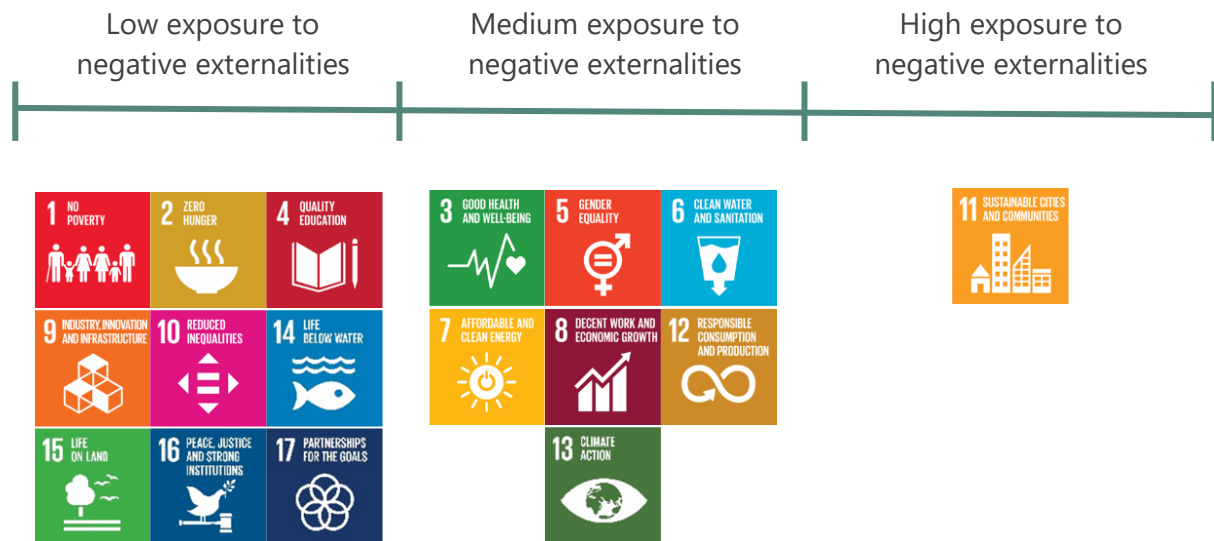 Low exposure to
negative externalities
Medium exposure to
negative externalities
High exposure to
negative externalities
1 NO
POVERTY
2 ZERO
HUNGER
4 QUALITY
EDUCATION
9 INDUSTRY, INNOVATION
AND INFRASTRUCTURE
10 REDUCED
INEQUALITIES
14 LIFE
BELOW WATER
15 LIFE
ON LAND
16 PEACE, JUSTICE
AND STRONG
INSTITUTIONS
17 PARTNERSHIPS
FOR THE GOALS
3 GOOD HEALTH
AND WELL-BEING
5 GENDER
EQUALITY
6 CLEAN WATER
AND SANITATION
7 AFFORDABLE AND
CLEAN ENERGY
8 DECENT WORK AND
ECONOMIC GROWTH
12 RESPONSIBLE
CONSUMPTION
AND PRODUCTION
13 CLIMATE
ACTION
11 SUSTAINABLE CITIES
AND COMMUNITIES